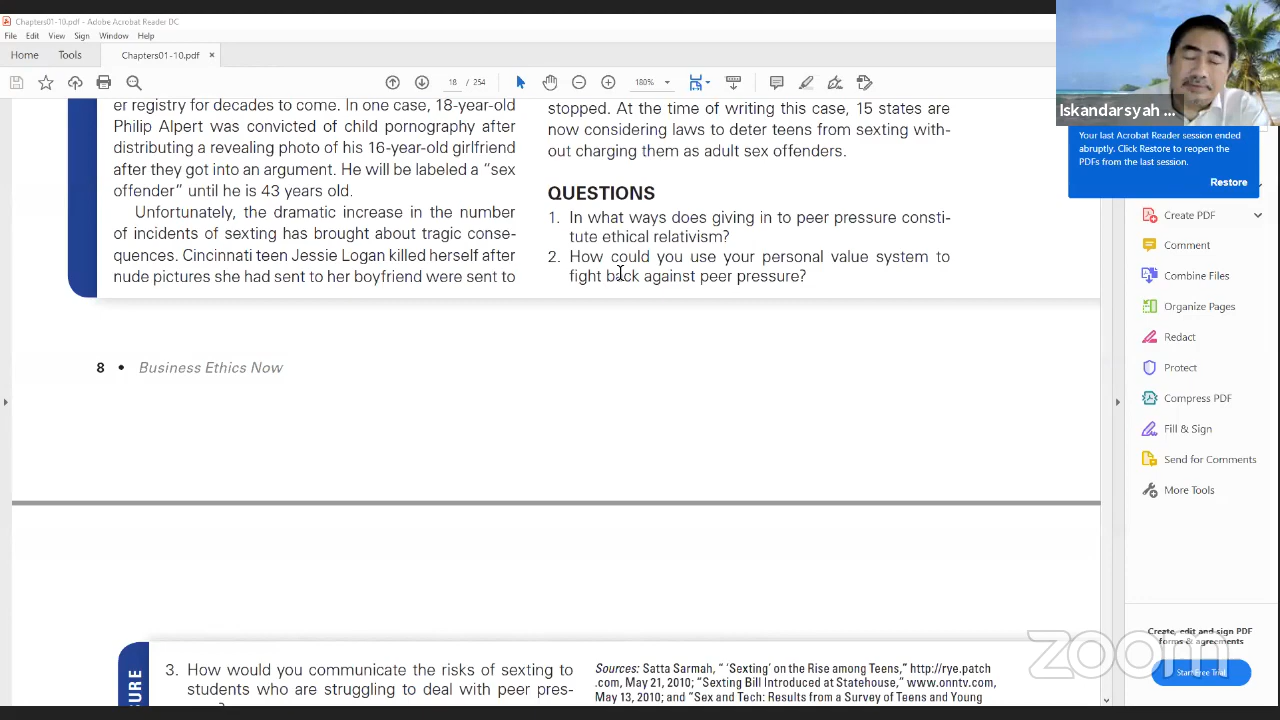 Chapters01-10.pdf - Adobe Acrobat Reader DC
File Edit View Sign Window Help
Home Tools Chapters01-10.pdf ×
18 / 254 180%
er registry for decades to come. In one case, 18-year-old
Philip Alpert was convicted of child pornography after
distributing a revealing photo of his 16-year-old girlfriend
after they got into an argument. He will be labeled a “sex
offender” until he is 43 years old.
Unfortunately, the dramatic increase in the number
of incidents of sexting has brought about tragic conse-
quences. Cincinnati teen Jessie Logan killed herself after
nude pictures she had sent to her boyfriend were sent to
stopped. At the time of writing this case, 15 states are
now considering laws to deter teens from sexting with-
out charging them as adult sex offenders.
QUESTIONS
1. In what ways does giving in to peer pressure consti-
tute ethical relativism?
2. How could you use your personal value system to
fight back against peer pressure?
8 • Business Ethics Now
SURE
3. How would you communicate the risks of sexting to
students who are struggling to deal with peer pres-
Sources: Satta Sarmah, “ ‘Sexting’ on the Rise among Teens,” http://rye.patch
.com, May 21, 2010; “Sexting Bill Introduced at Statehouse,” www.onntv.com,
May 13, 2010; and “Sex and Tech: Results from a Survey of Teens and Young
Iskandarsyah ...
Your last Acrobat Reader session ended
abruptly. Click Restore to reopen the
PDFs from the last session.
Restore
Create PDF
Comment
Combine Files
Organize Pages
Redact
Protect
Compress PDF
Fill & Sign
Send for Comments
More Tools
Create, edit and sign PDF
forms & agreements
Start Free Trial
zoom